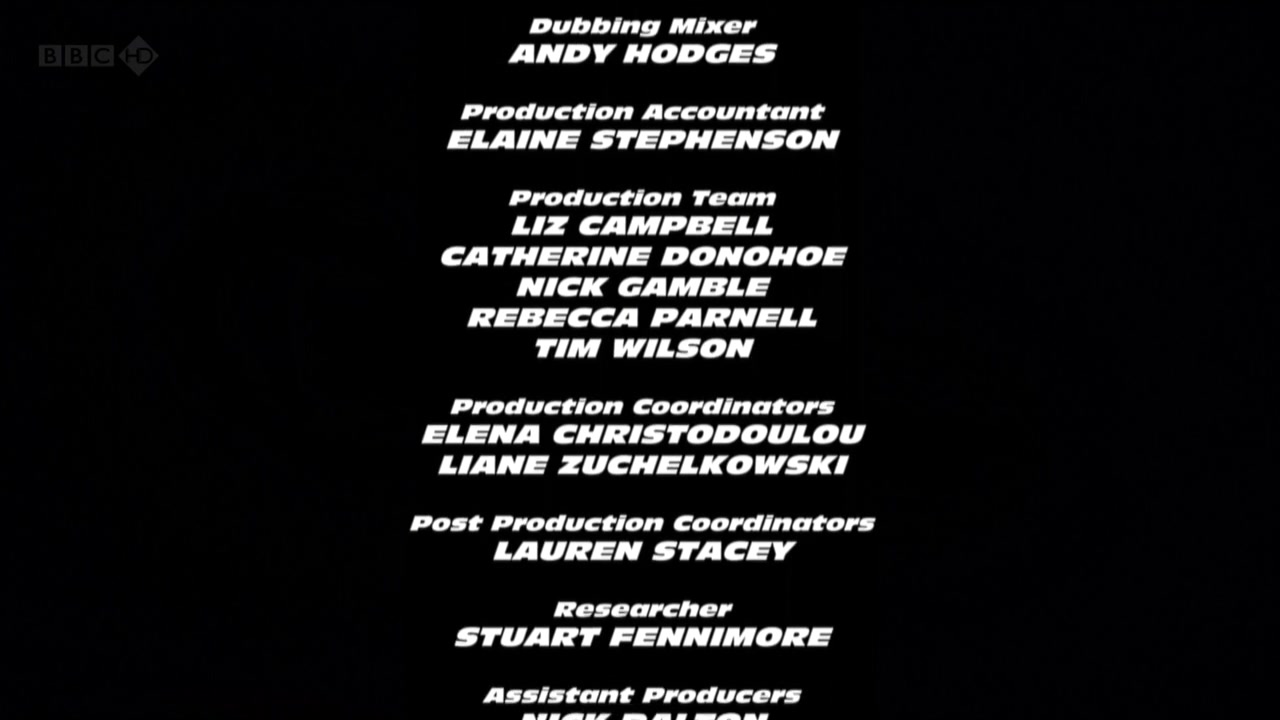 BBC HD
Dubbing Mixer
ANDY HODGES
Production Accountant
ELAINE STEPHENSON
Production Team
LIZ CAMPBELL
CATHERINE DONOHOE
NICK GAMBLE
REBECCA PARNELL
TIM WILSON
Production Coordinators
ELENA CHRISTODOULOU
LIANE ZUCHELKOWSKI
Post Production Coordinators
LAUREN STACEY
Researcher
STUART FENNIMORE
Assistant Producers
NICK DALTON